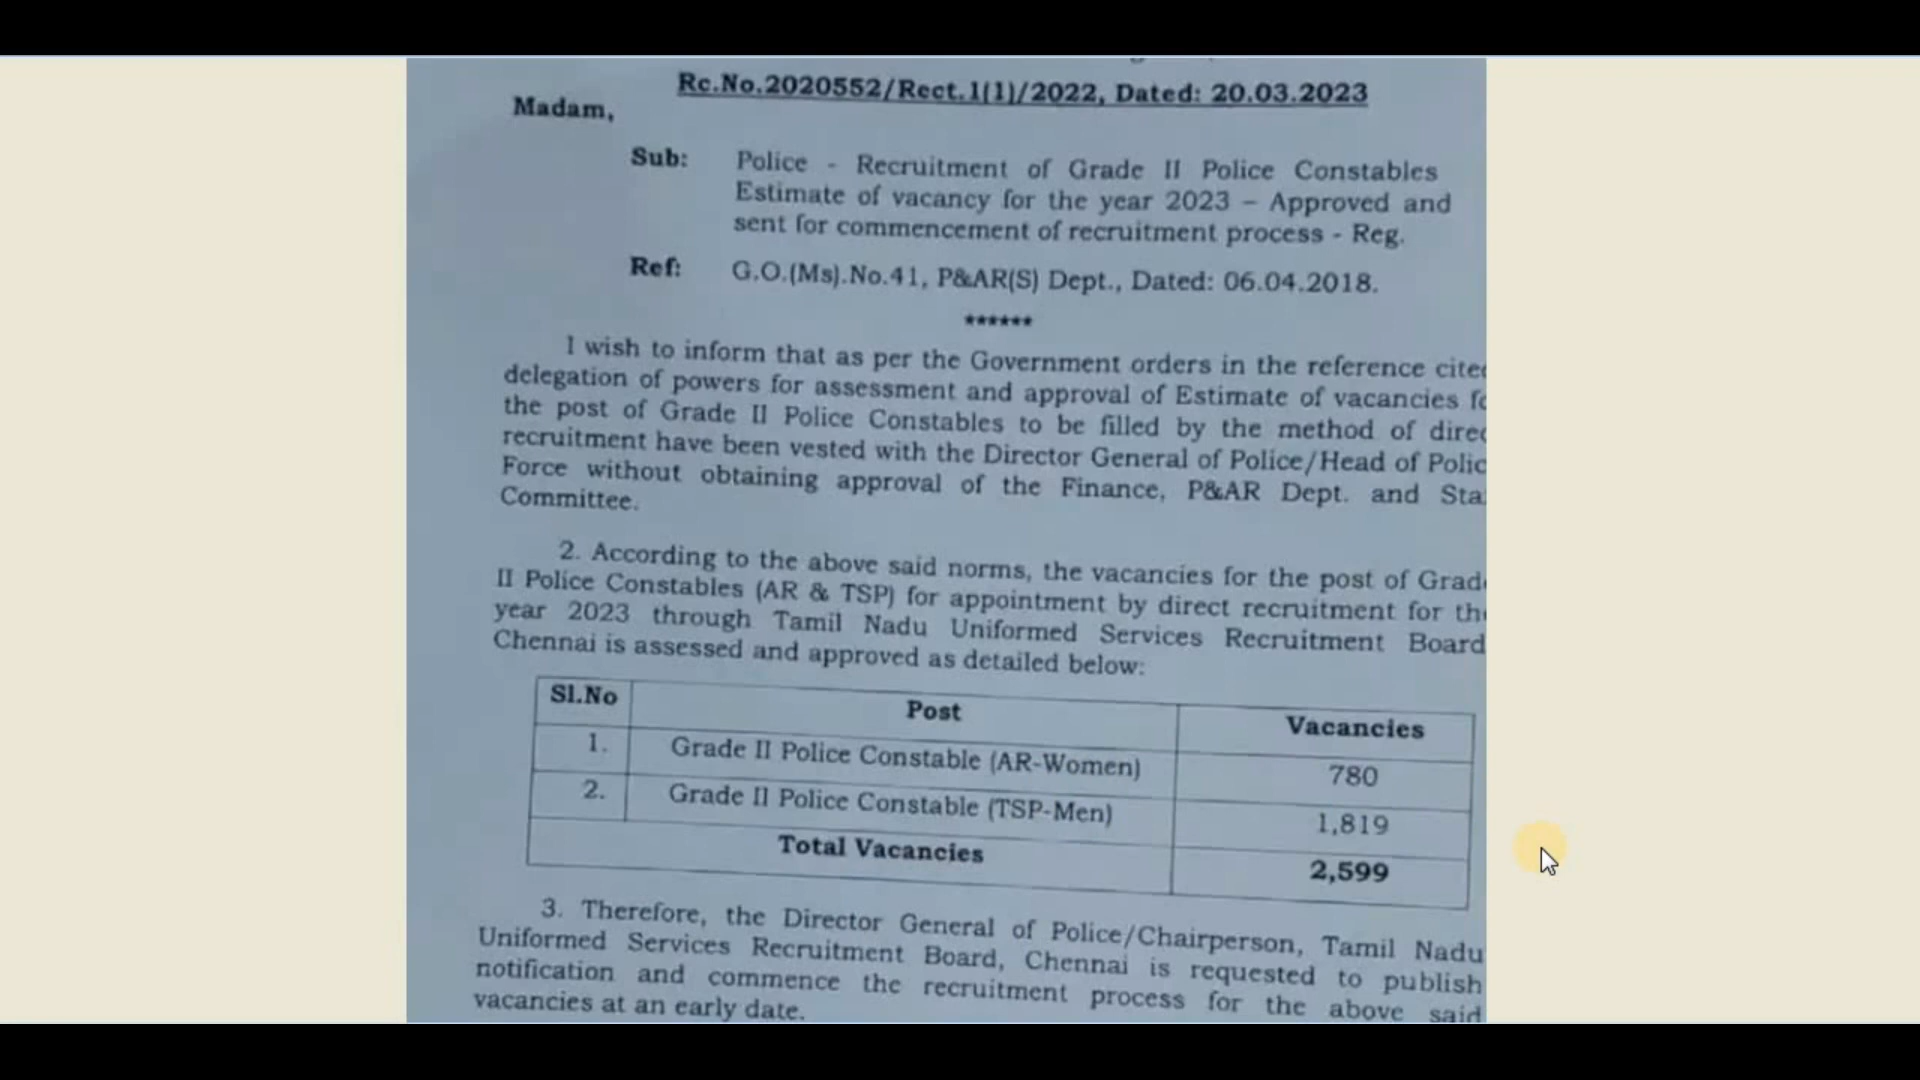 Rc.No.2020552/Rect.1(1)/2022, Dated: 20.03.2023
Madam,
Sub: Police - Recruitment of Grade II Police Constables
Estimate of vacancy for the year 2023 – Approved and
sent for commencement of recruitment process - Reg.
Ref: G.O.(Ms).No.41, P&AR(S) Dept., Dated: 06.04.2018.
******
I wish to inform that as per the Government orders in the reference cite
delegation of powers for assessment and approval of Estimate of vacancies
the post of Grade II Police Constables to be filled by the method of
recruitment have been vested with the Director General of Police/Head of Polic
Force without obtaining approval of the Finance, P&AR Dept. and
Committee.
2. According to the above said norms, the vacancies for the post of Grad
II Police Constables (AR & TSP) for appointment by direct recruitment for th
year 2023 through Tamil Nadu Uniformed Services Recruitment Board
Chennai is assessed and approved as detailed below:
Sl.No Post Vacancies
1. Grade II Police Constable (AR-Women) 780
2. Grade II Police Constable (TSP-Men) 1,819
Total Vacancies 2,599
3. Therefore, the Director General of Police/Chairperson, Tamil Nadu
Uniformed Services Recruitment Board, Chennai is requested to publish
notification and commence the recruitment process for the above said
vacancies at an early date.